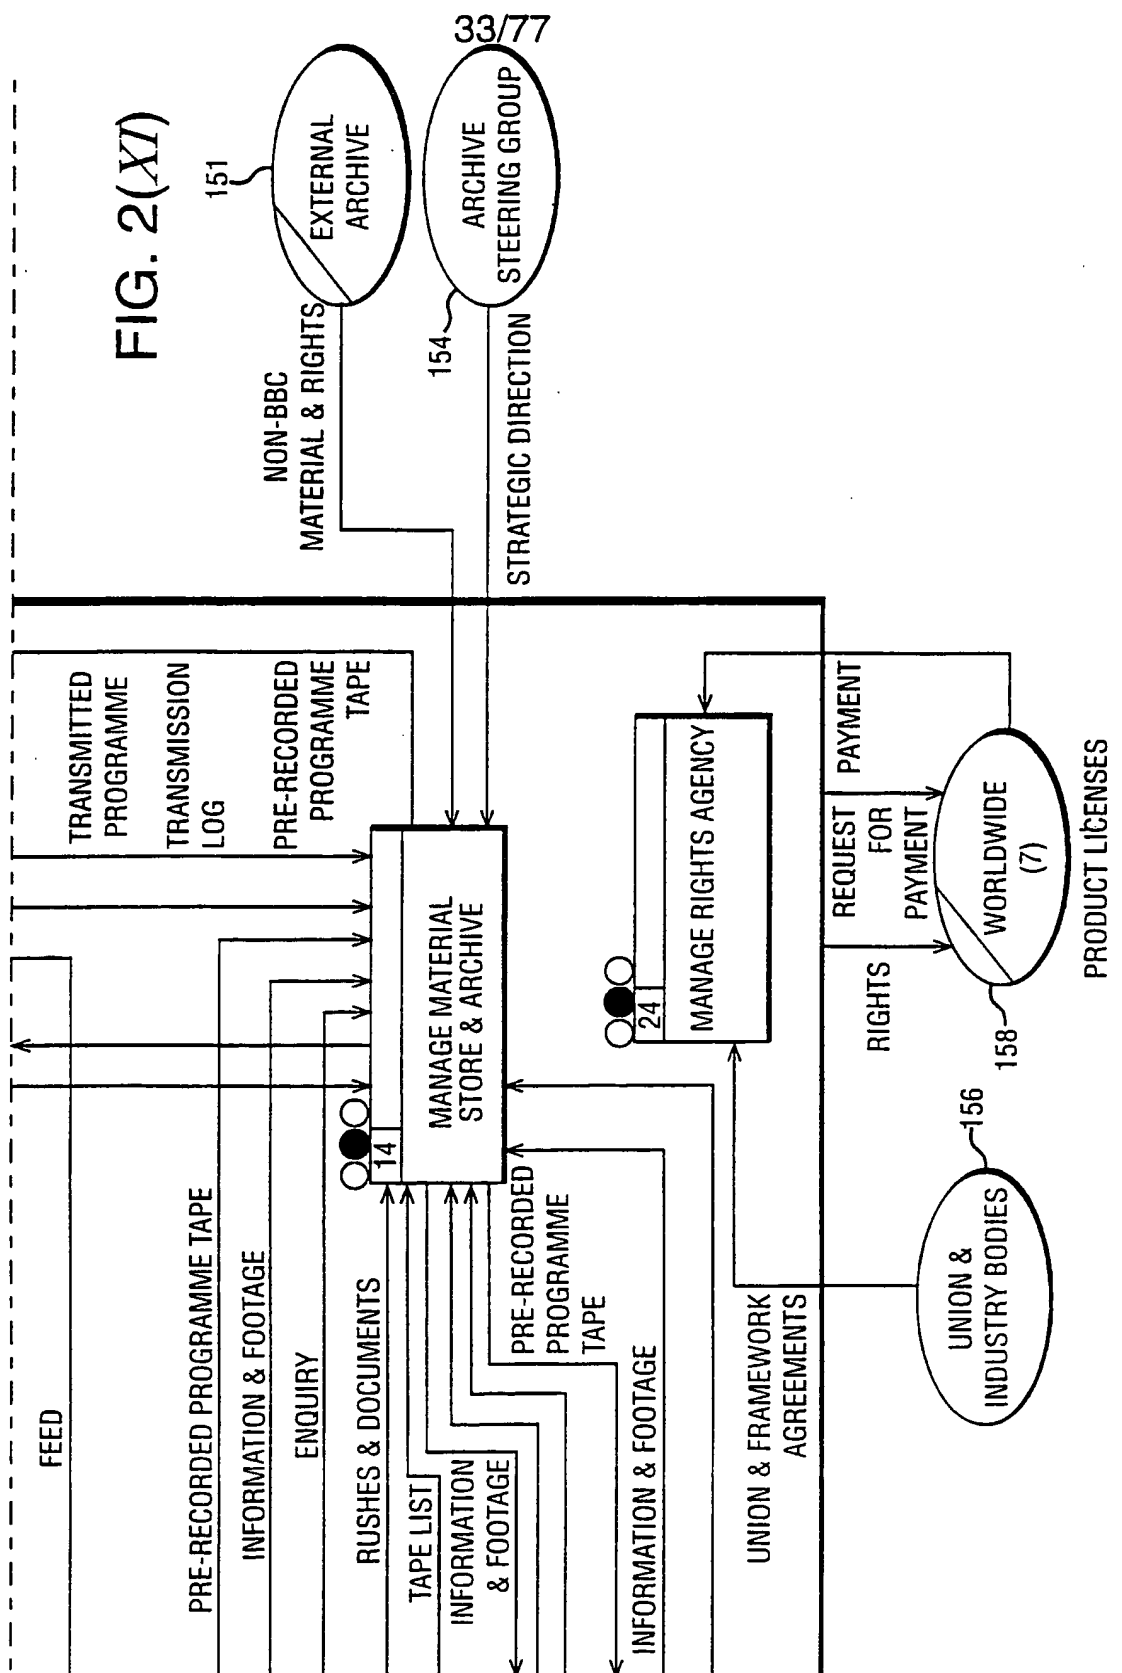 33/77
FIG. 2(XI)
FEED
TRANSMITTED
PROGRAMME
TRANSMISSION
LOG
PRE-RECORDED
PROGRAMME
TAPE
PRE-RECORDED PROGRAMME TAPE
INFORMATION & FOOTAGE
ENQUIRY
RUSHES & DOCUMENTS
TAPE LIST
INFORMATION
& FOOTAGE
14
MANAGE MATERIAL
STORE & ARCHIVE
NON-BBC
MATERIAL & RIGHTS
151
EXTERNAL
ARCHIVE
154
ARCHIVE
STEERING GROUP
STRATEGIC DIRECTION
PRE-RECORDED
PROGRAMME
TAPE
INFORMATION & FOOTAGE
24
MANAGE RIGHTS AGENCY
UNION & FRAMEWORK
AGREEMENTS
PAYMENT
REQUEST
FOR
PAYMENT
RIGHTS
156
UNION &
INDUSTRY BODIES
158
WORLDWIDE
(7)
PRODUCT LICENSES